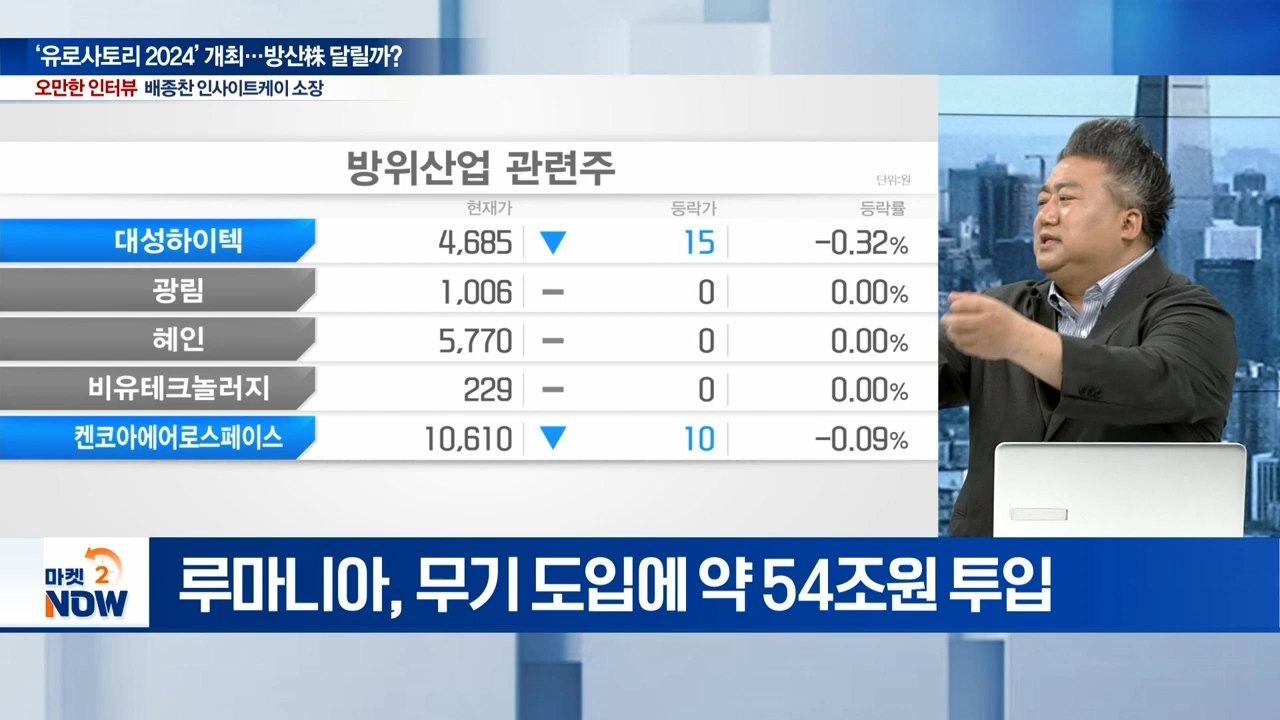 ‘유로사토리 2024’ 개최…방산株 달릴까?
오만한 인터뷰 배종찬 인사이트케이 소장
방위산업 관련주
단위:원
현재가 등락가 등락률
대성하이텍 4,685 ▼ 15 -0.32%
광림 1,006 - 0 0.00%
혜인 5,770 - 0 0.00%
비유테크놀러지 229 - 0 0.00%
켄코아에어로스페이스 10,610 ▼ 10 -0.09%
마켓 2
NOW
루마니아, 무기 도입에 약 54조원 투입